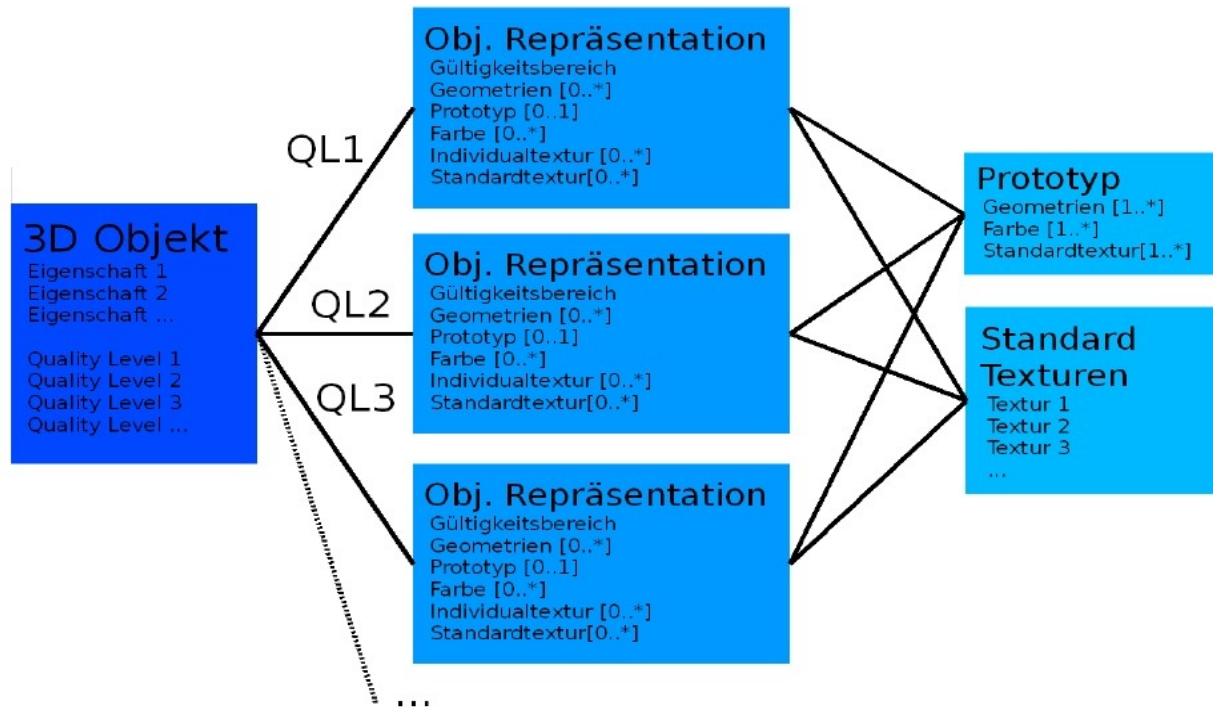 3D Objekt
Eigenschaft 1
Eigenschaft 2
Eigenschaft ...
Quality Level 1
Quality Level 2
Quality Level 3
Quality Level ...
QL1
QL2
QL3
...
Obj. Repräsentation
Gültigkeitsbereich
Geometrien [0..*]
Prototyp [0..1]
Farbe [0..*]
Individualtextur [0..*]
Standardtextur[0..*]
Obj. Repräsentation
Gültigkeitsbereich
Geometrien [0..*]
Prototyp [0..1]
Farbe [0..*]
Individualtextur [0..*]
Standardtextur[0..*]
Obj. Repräsentation
Gültigkeitsbereich
Geometrien [0..*]
Prototyp [0..1]
Farbe [0..*]
Individualtextur [0..*]
Standardtextur[0..*]
Prototyp
Geometrien [1..*]
Farbe [1..*]
Standardtextur[1..*]
Standard
Texturen
Textur 1
Textur 2
Textur 3
...